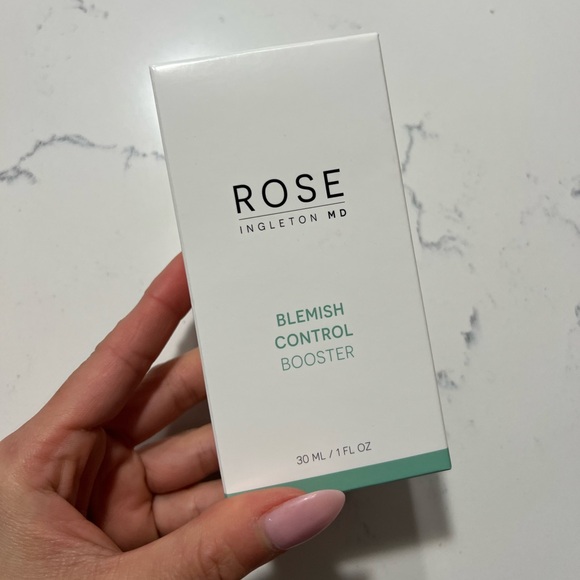 ROSE
INGLETON MD
BLEMISH
CONTROL
BOOSTER
30 ML / 1 FL OZ